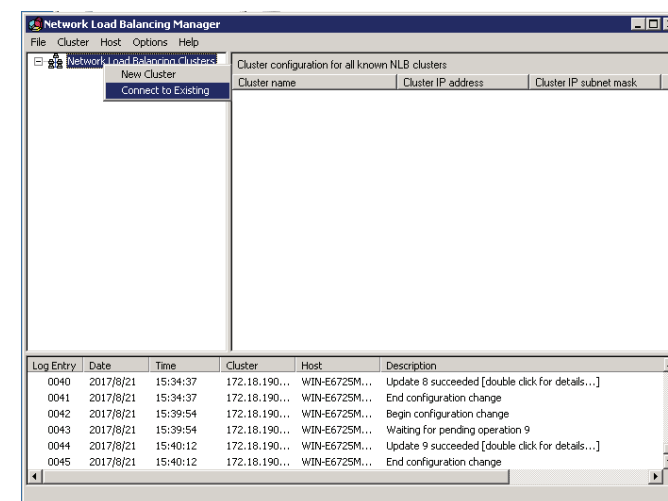 Network Load Balancing Manager
File Cluster Host Options Help
Network Load Balancing Clusters
New Cluster
Connect to Existing
Cluster configuration for all known NLB clusters
Cluster name Cluster IP address Cluster IP subnet mask
Log Entry Date Time Cluster Host Description
0040 2017/8/21 15:34:37 172.18.190... WIN-E6725M... Update 8 succeeded [double click for details...]
0041 2017/8/21 15:34:37 172.18.190... WIN-E6725M... End configuration change
0042 2017/8/21 15:39:54 172.18.190... WIN-E6725M... Begin configuration change
0043 2017/8/21 15:39:54 172.18.190... WIN-E6725M... Waiting for pending operation 9
0044 2017/8/21 15:40:12 172.18.190... WIN-E6725M... Update 9 succeeded [double click for details...]
0045 2017/8/21 15:40:12 172.18.190... WIN-E6725M... End configuration change